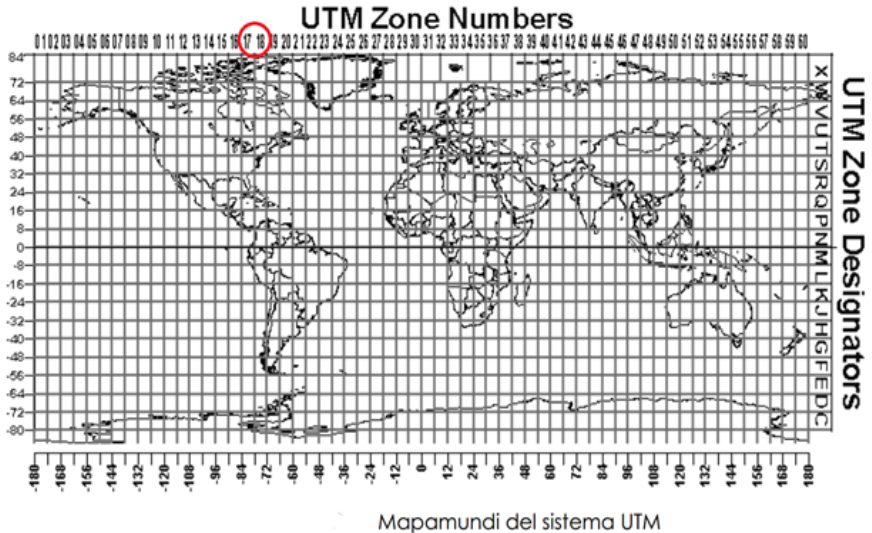 UTM Zone Numbers
01 02 03 04 05 06 07 08 09 10 11 12 13 14 15 16 17 18 19 20 21 22 23 24 25 26 27 28 29 30 31 32 33 34 35 36 37 38 39 40 41 42 43 44 45 46 47 48 49 50 51 52 53 54 55 56 57 58 59 60
84
72
64
56
48
40
32
24
16
8
0
-8
-16
-24
-32
-40
-48
-56
-64
-72
-80
X
W
V
U
T
S
R
Q
P
N
M
L
K
J
H
G
F
E
D
C
UTM Zone Designators
-180 -168 -156 -144 -132 -120 -108 -96 -84 -72 -60 -48 -36 -24 -12 0 12 24 36 48 60 72 84 96 108 120 132 144 156 168 180
Mapamundi del sistema UTM